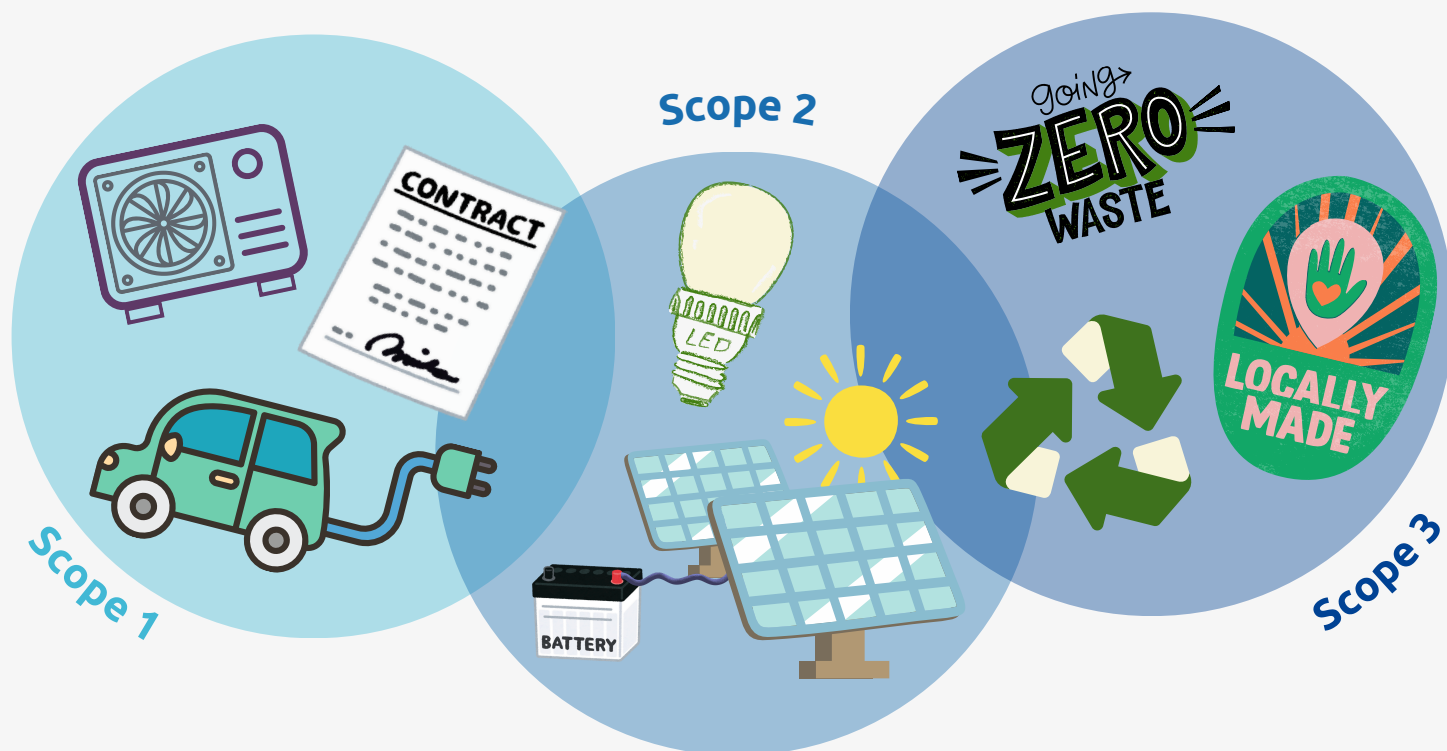 Scope 1
CONTRACT
Scope 2
LED
BATTERY
going
ZERO
WASTE
LOCALLY
MADE
Scope 3